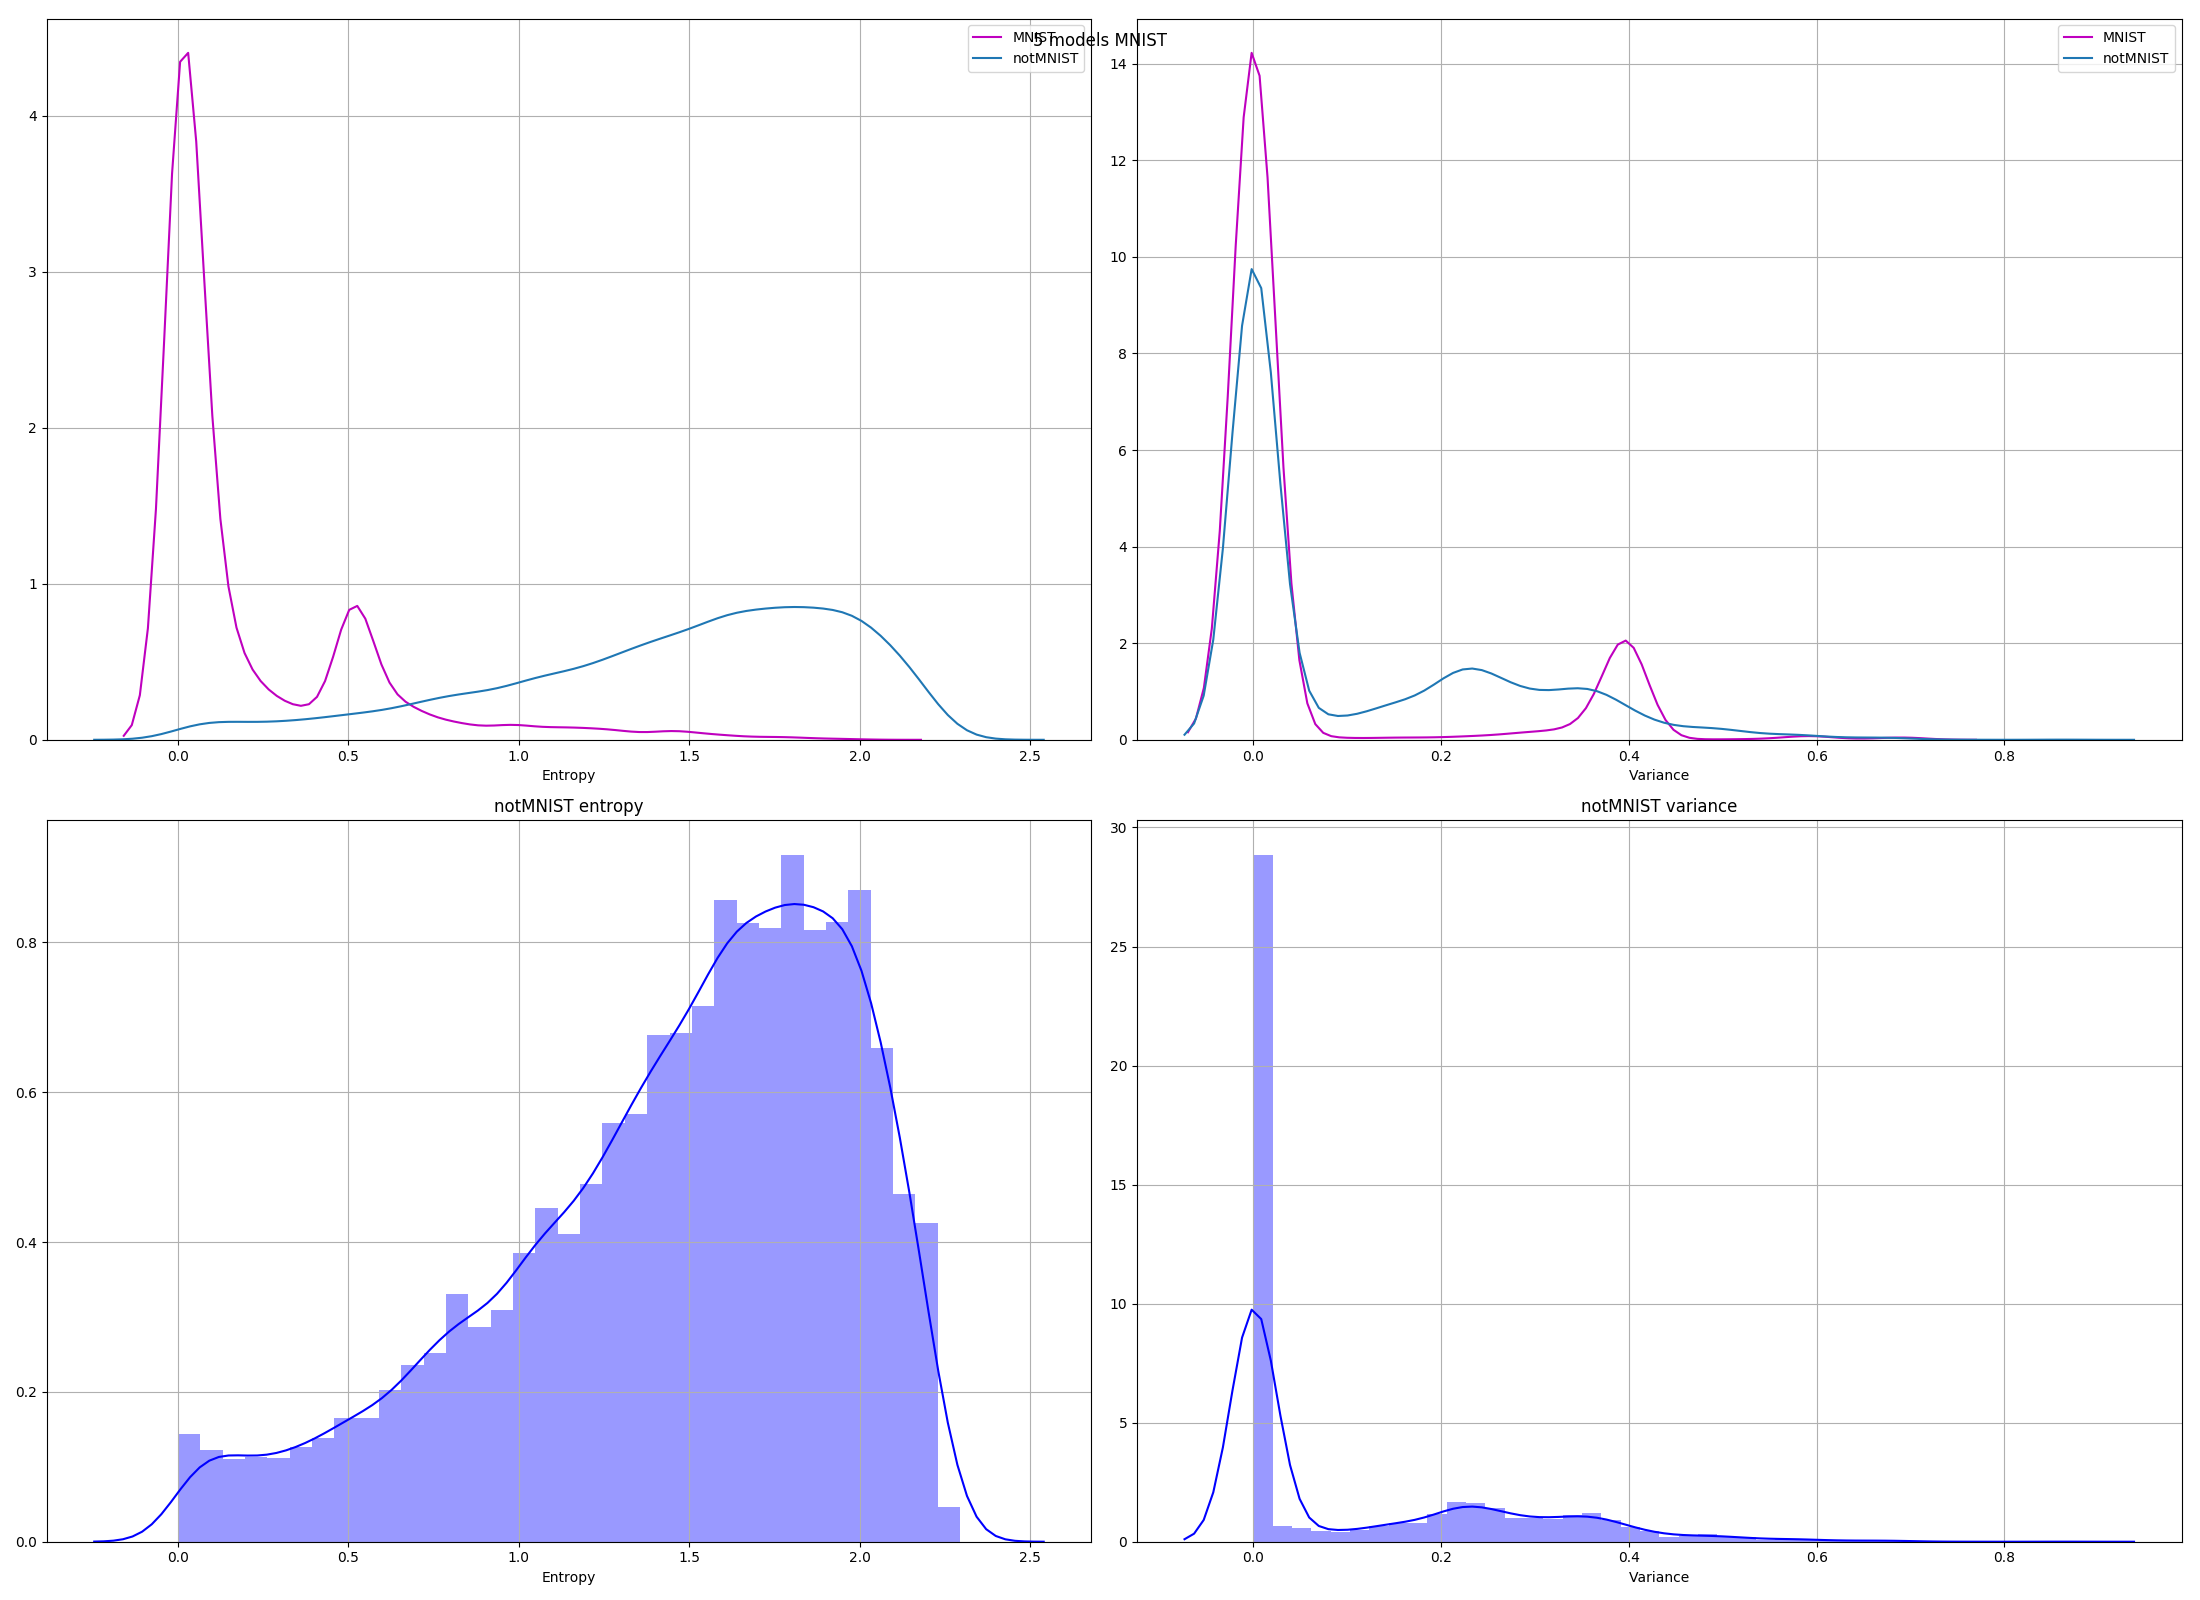 5 models MNIST
MNIST
notMNIST
4
3
2
1
0
0.0 0.5 1.0 1.5 2.0 2.5
Entropy
MNIST
notMNIST
14
12
10
8
6
4
2
0
0.0 0.2 0.4 0.6 0.8
Variance
notMNIST entropy
0.8
0.6
0.4
0.2
0.0
0.0 0.5 1.0 1.5 2.0 2.5
Entropy
notMNIST variance
30
25
20
15
10
5
0
0.0 0.2 0.4 0.6 0.8
Variance